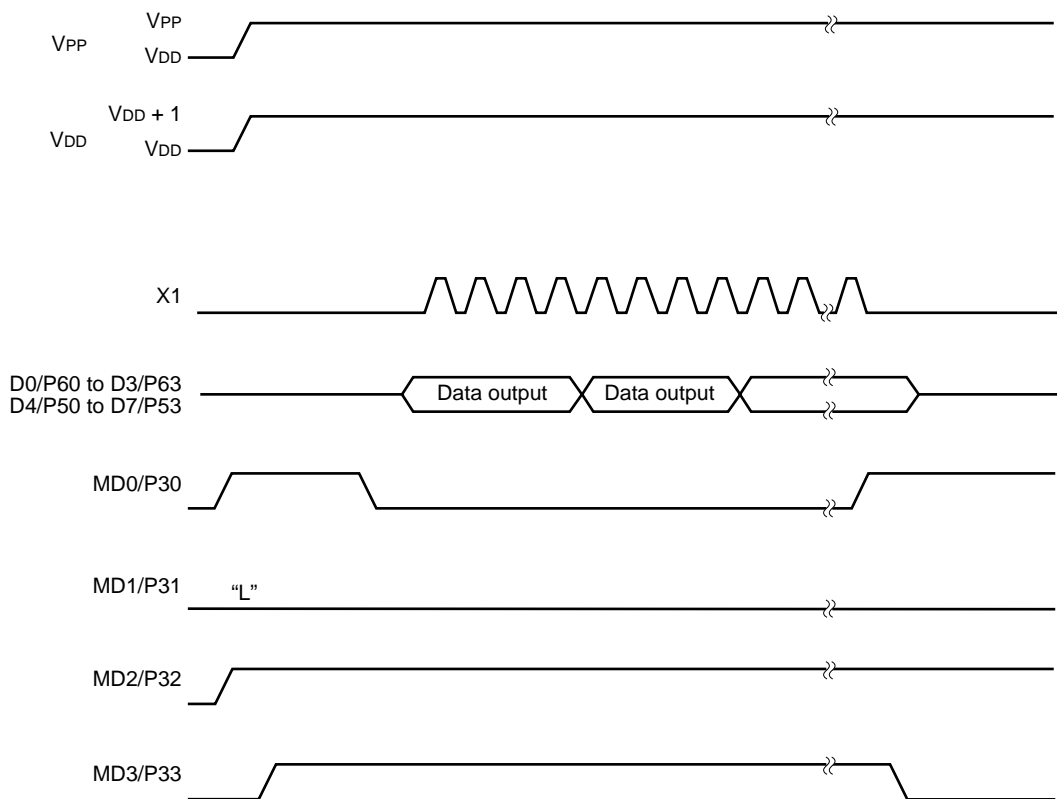 VPP
VPP
VDD
VDD + 1
VDD
VDD
X1
D0/P60 to D3/P63
D4/P50 to D7/P53
Data output
Data output
MD0/P30
MD1/P31
“L”
MD2/P32
MD3/P33